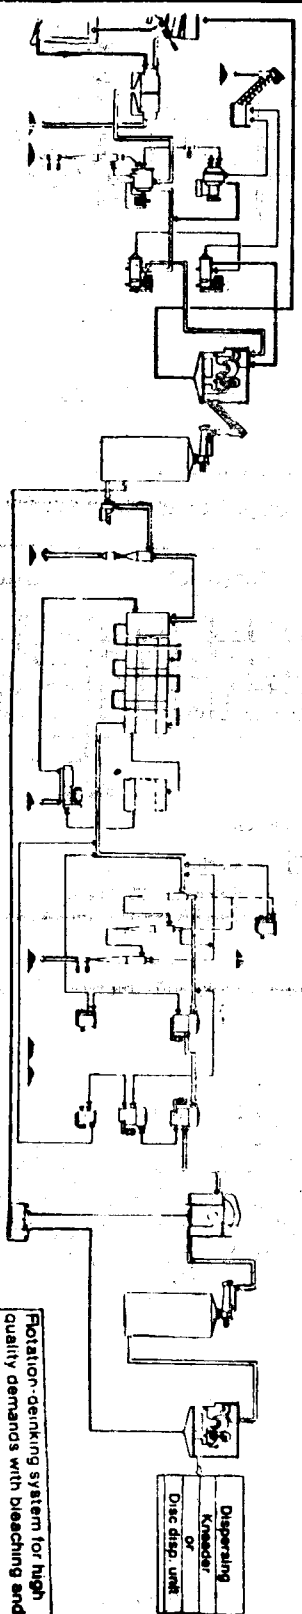 Dispersing
Kneader
or
Disc disp. unit
Flotation-deinking system for high
quality demands with bleaching and